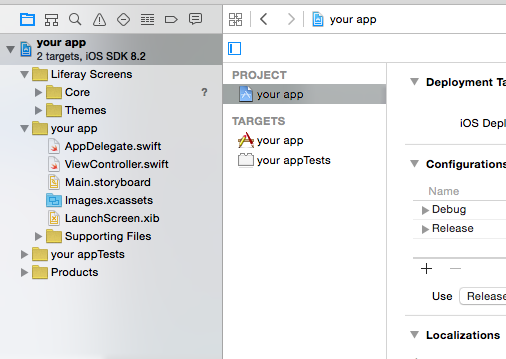 your app
2 targets, iOS SDK 8.2
Liferay Screens
Core ?
Themes
your app
AppDelegate.swift
ViewController.swift
Main.storyboard
Images.xcassets
LaunchScreen.xib
Supporting Files
your appTests
Products
your app
PROJECT
your app
TARGETS
your app
your appTests
Deployment Ta
iOS Depl
Configurations
Name
Debug
Release
Use Release
Localizations